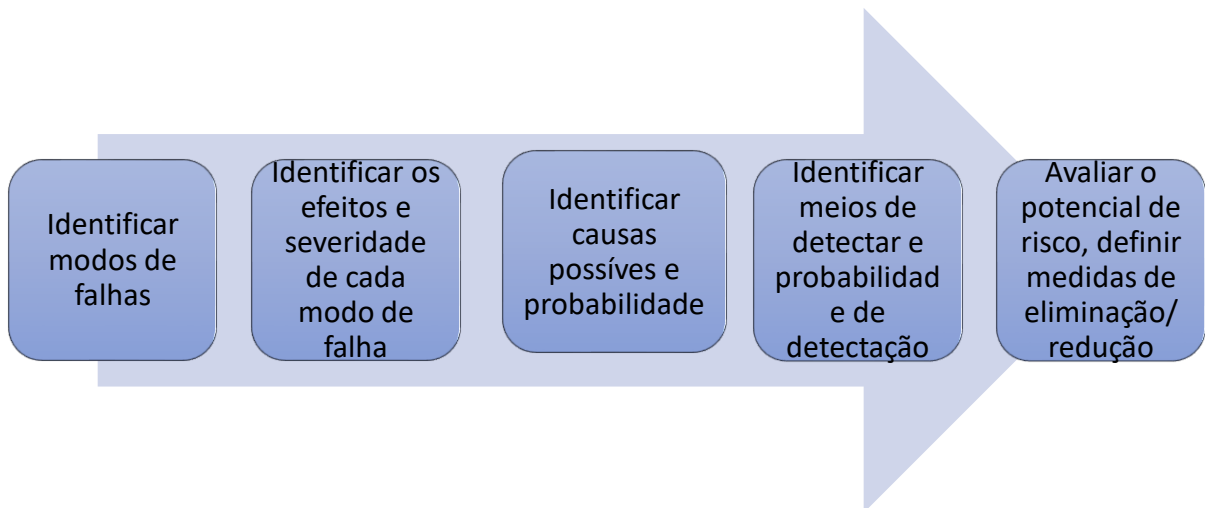 Identificar
modos de
falhas
Identificar os
efeitos e
severidade
de cada
modo de
falha
Identificar
causas
possíves e
probabilidade
Identificar
meios de
detectar e
probabilidad
e de
detectação
Avaliar o
potencial de
risco, definir
medidas de
eliminação/
redução